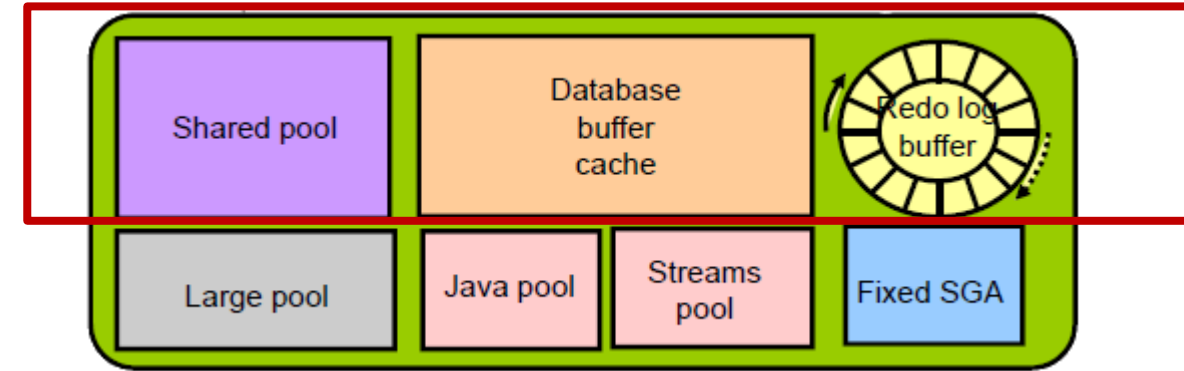 Shared pool
Database
buffer
cache
Redo log
buffer
Large pool
Java pool
Streams
pool
Fixed SGA